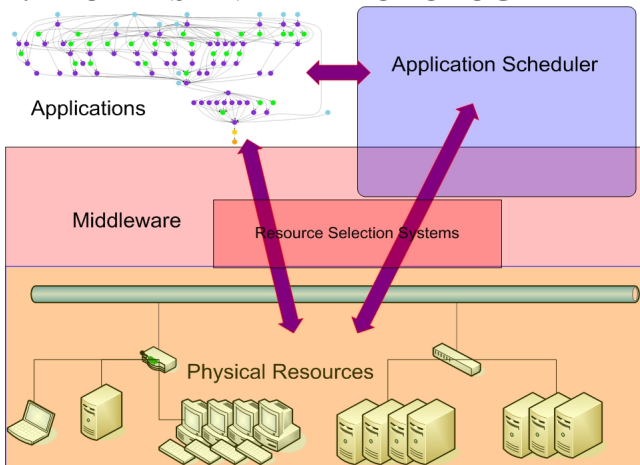 Application Scheduler
Applications
Middleware
Resource Selection Systems
Physical Resources